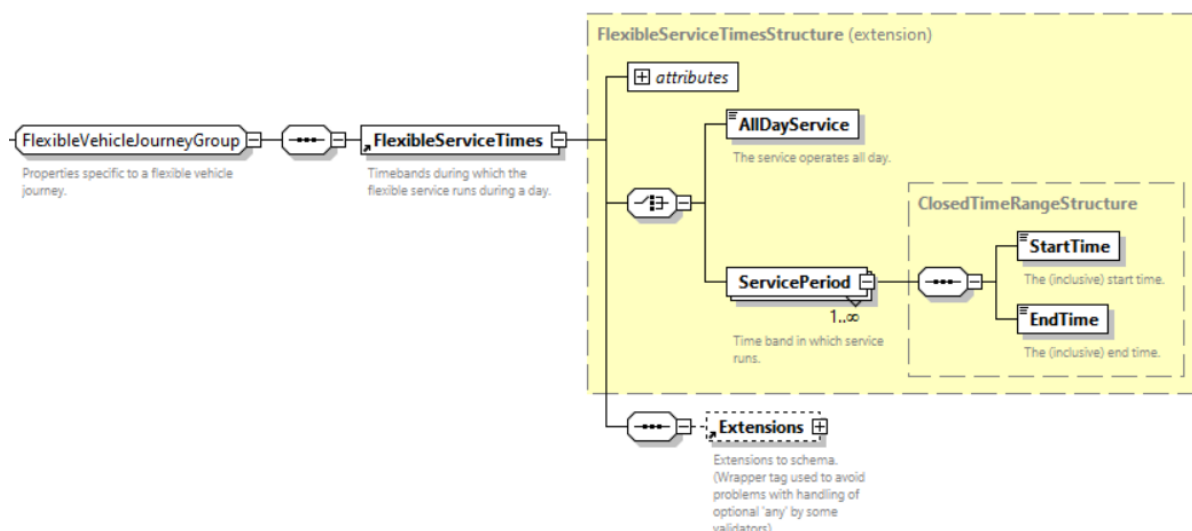 FlexibleServiceTimesStructure (extension)
attributes
FlexibleVehicleJourneyGroup
Properties specific to a flexible vehicle
journey.
FlexibleServiceTimes
Timebands during which the
flexible service runs during a day.
AllDayService
The service operates all day.
ClosedTimeRangeStructure
StartTime
The (inclusive) start time.
ServicePeriod
1..∞
Time band in which service
runs.
EndTime
The (inclusive) end time.
Extensions
Extensions to schema.
(Wrapper tag used to avoid
problems with handling of
optional 'any' by some
validators)